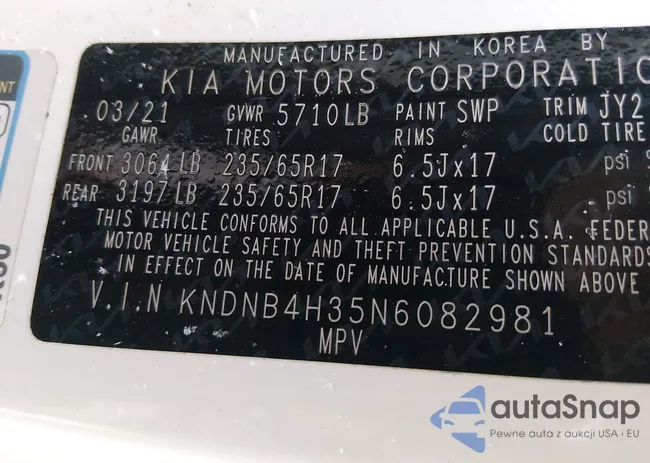 MANUFACTURED IN KOREA BY
KIA MOTORS CORPORATIO
03/21 GVWR 5710LB PAINT SWP TRIM JY2
GAWR TIRES RIMS COLD TIRE
FRONT 3064LB 235/65R17 6.5Jx17 psi
REAR 3197LB 235/65R17 6.5Jx17 psi
THIS VEHICLE CONFORMS TO ALL APPLICABLE U.S.A. FEDER
MOTOR VEHICLE SAFETY AND THEFT PREVENTION STANDARDS
IN EFFECT ON THE DATE OF MANUFACTURE SHOWN ABOVE
V.I.N KNDNB4H35N6082981
MPV
autaSnap
Pewne auta z aukcji USA i EU